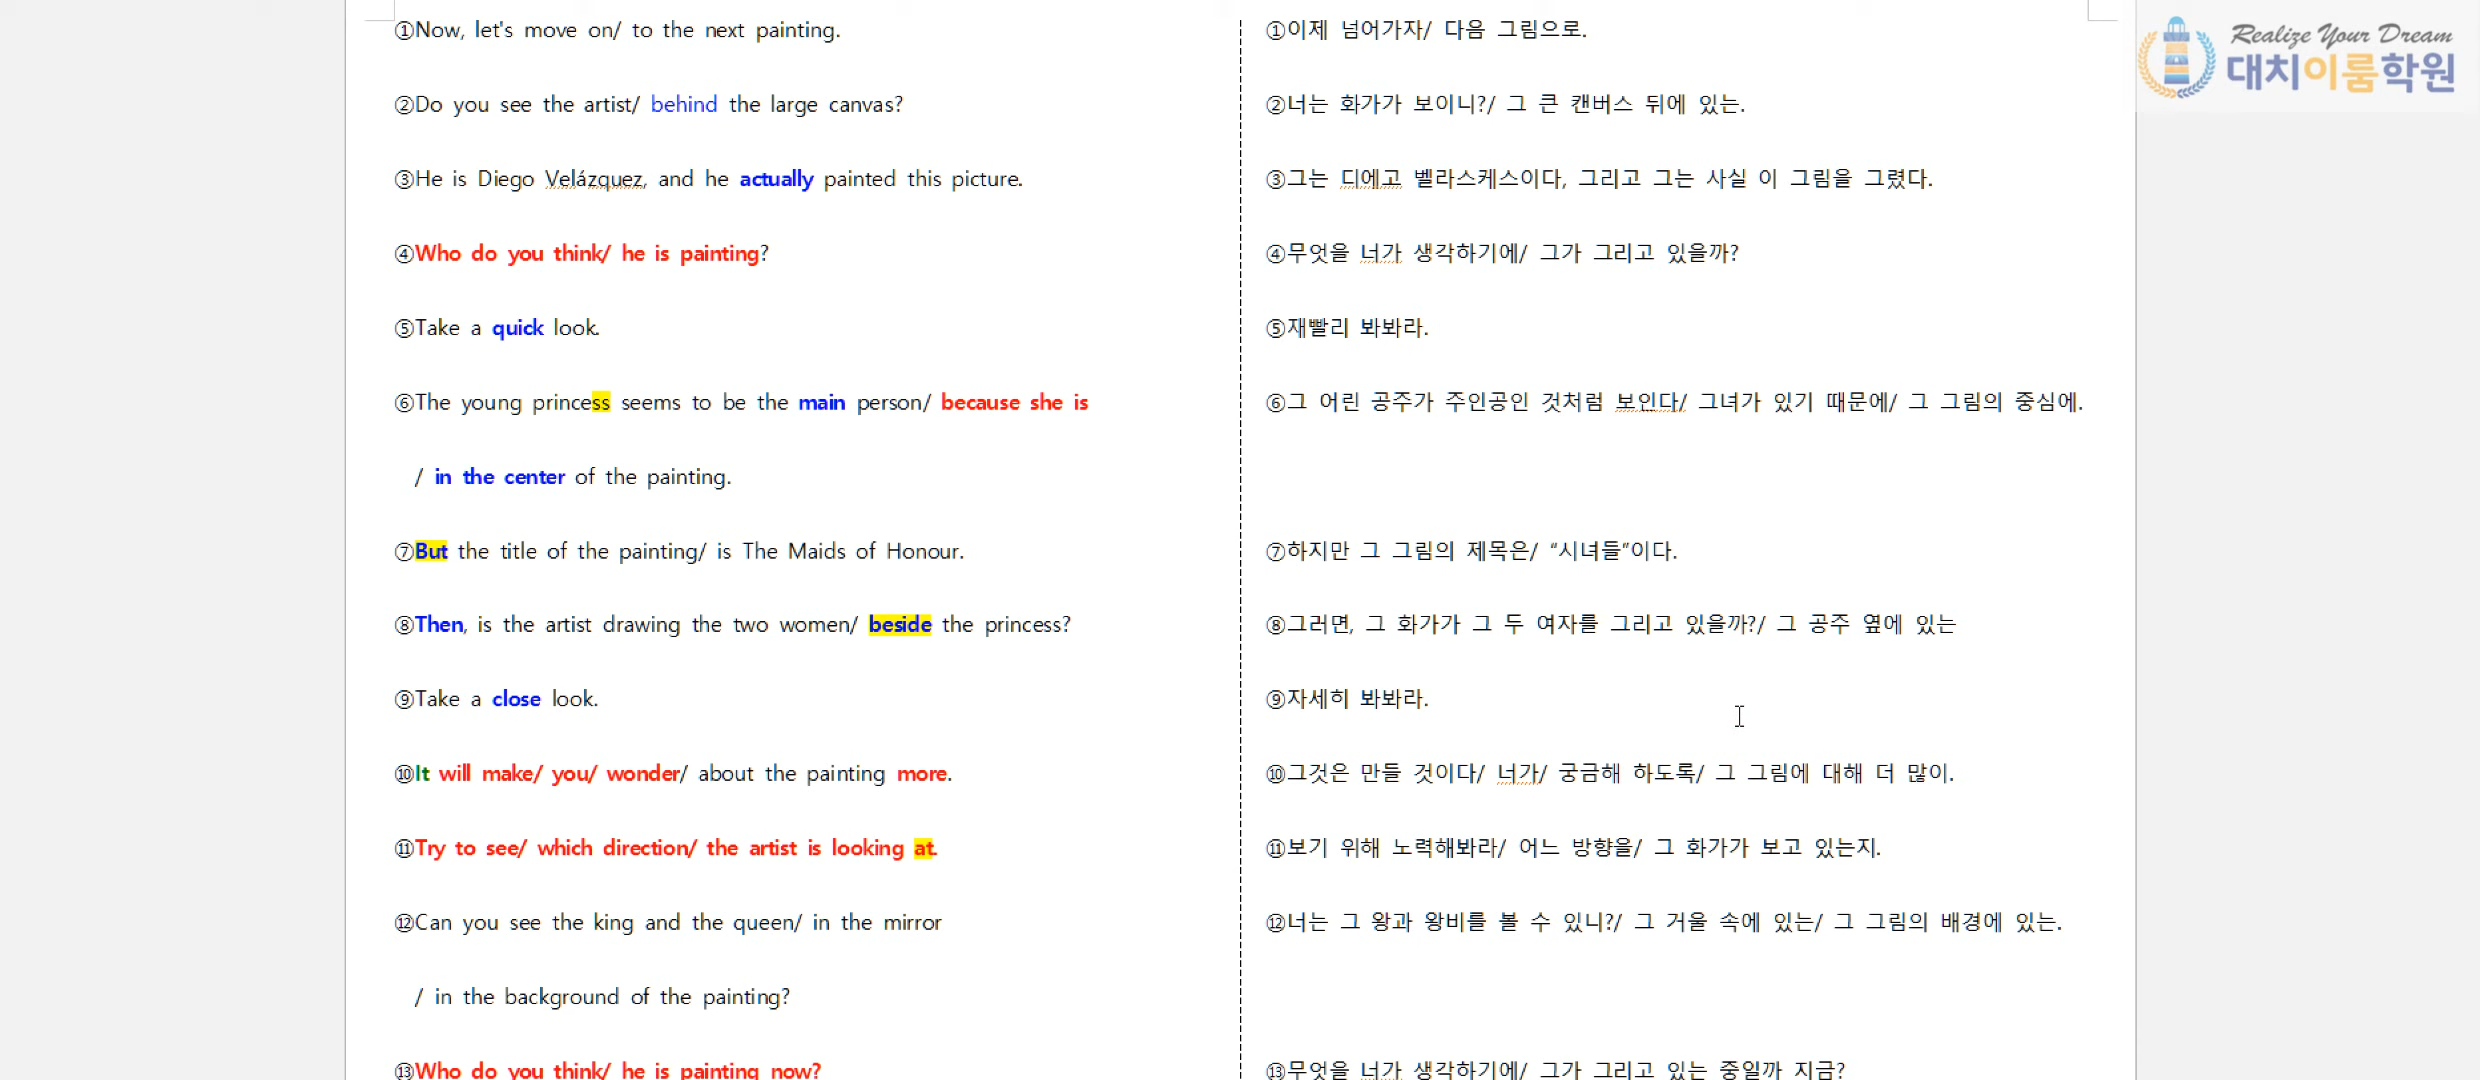 ①Now, let's move on/ to the next painting.
②Do you see the artist/ behind the large canvas?
③He is Diego Velázquez, and he actually painted this picture.
④Who do you think/ he is painting?
⑤Take a quick look.
⑥The young princess seems to be the main person/ because she is
/ in the center of the painting.
⑦But the title of the painting/ is The Maids of Honour.
⑧Then, is the artist drawing the two women/ beside the princess?
⑨Take a close look.
⑩It will make/ you/ wonder/ about the painting more.
⑪Try to see/ which direction/ the artist is looking at.
⑫Can you see the king and the queen/ in the mirror
/ in the background of the painting?
⑬Who do you think/ he is painting now?
①이제 넘어가자/ 다음 그림으로.
②너는 화가가 보이니?/ 그 큰 캔버스 뒤에 있는.
③그는 디에고 벨라스케스이다, 그리고 그는 사실 이 그림을 그렸다.
④무엇을 너가 생각하기에/ 그가 그리고 있을까?
⑤재빨리 봐봐라.
⑥그 어린 공주가 주인공인 것처럼 보인다/ 그녀가 있기 때문에/ 그 그림의 중심에.
⑦하지만 그 그림의 제목은/ “시녀들”이다.
⑧그러면, 그 화가가 그 두 여자를 그리고 있을까?/ 그 공주 옆에 있는
⑨자세히 봐봐라.
⑩그것은 만들 것이다/ 너가/ 궁금해 하도록/ 그 그림에 대해 더 많이.
⑪보기 위해 노력해봐라/ 어느 방향을/ 그 화가가 보고 있는지.
⑫너는 그 왕과 왕비를 볼 수 있니?/ 그 거울 속에 있는/ 그 그림의 배경에 있는.
⑬무엇을 너가 생각하기에/ 그가 그리고 있는 중일까 지금?
Realize Your Dream
대치이룸학원